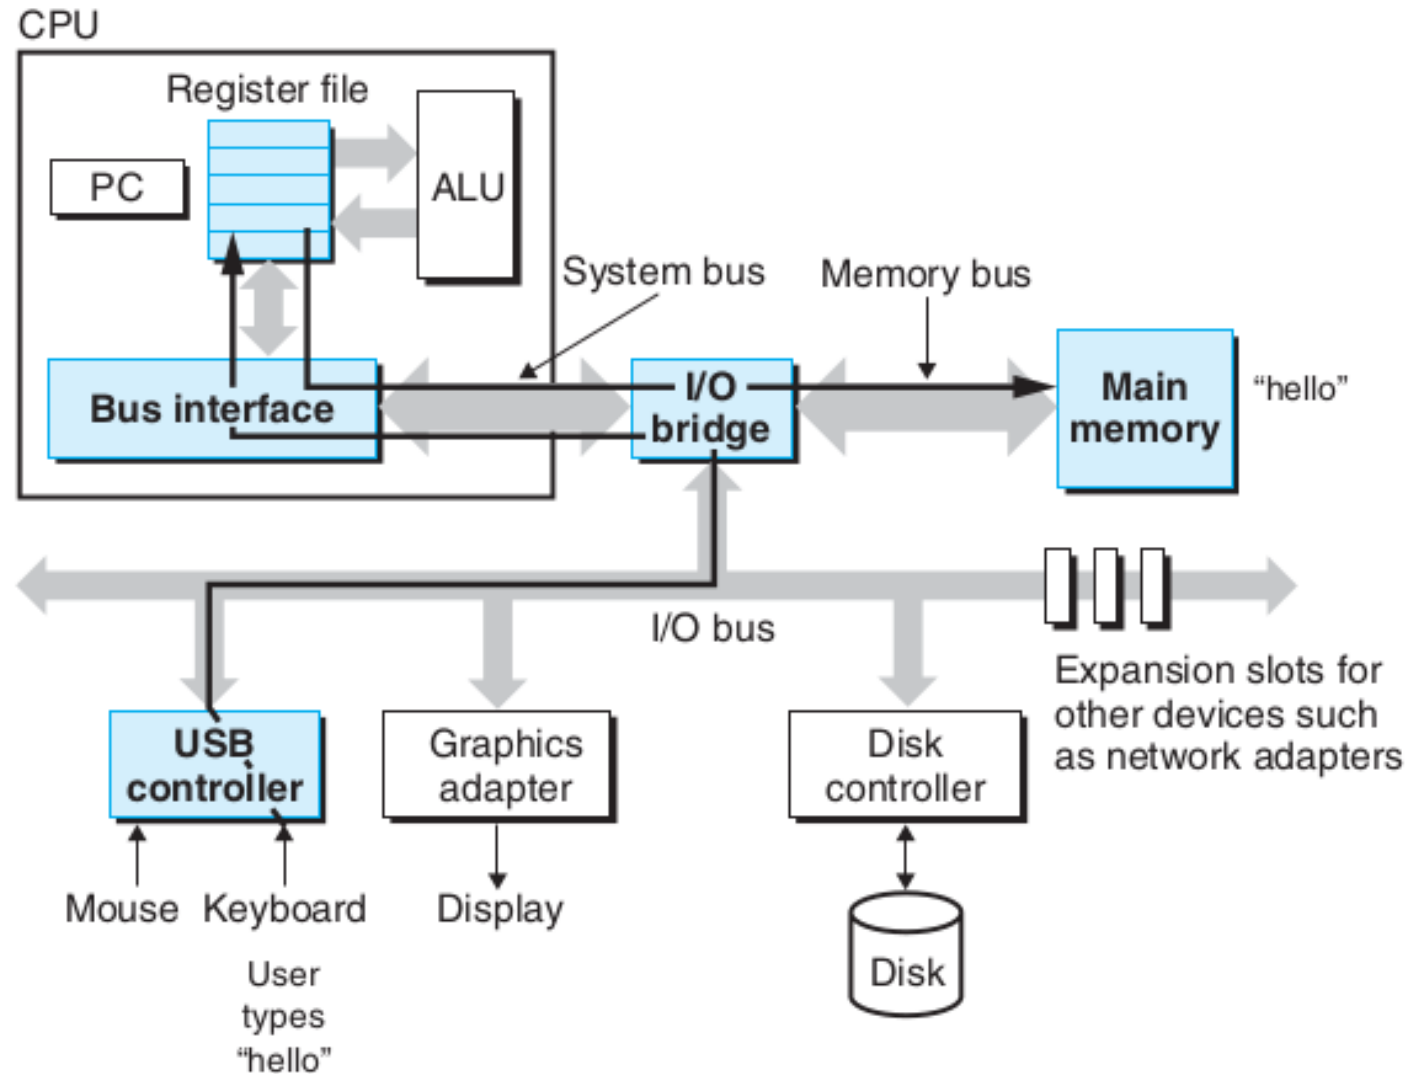 CPU
Register file
PC
ALU
System bus
Memory bus
Bus interface
I/O
bridge
Main
memory
“hello”
I/O bus
Expansion slots for
other devices such
as network adapters
USB
controller
Graphics
adapter
Disk
controller
Mouse
Keyboard
Display
Disk
User
types
“hello”